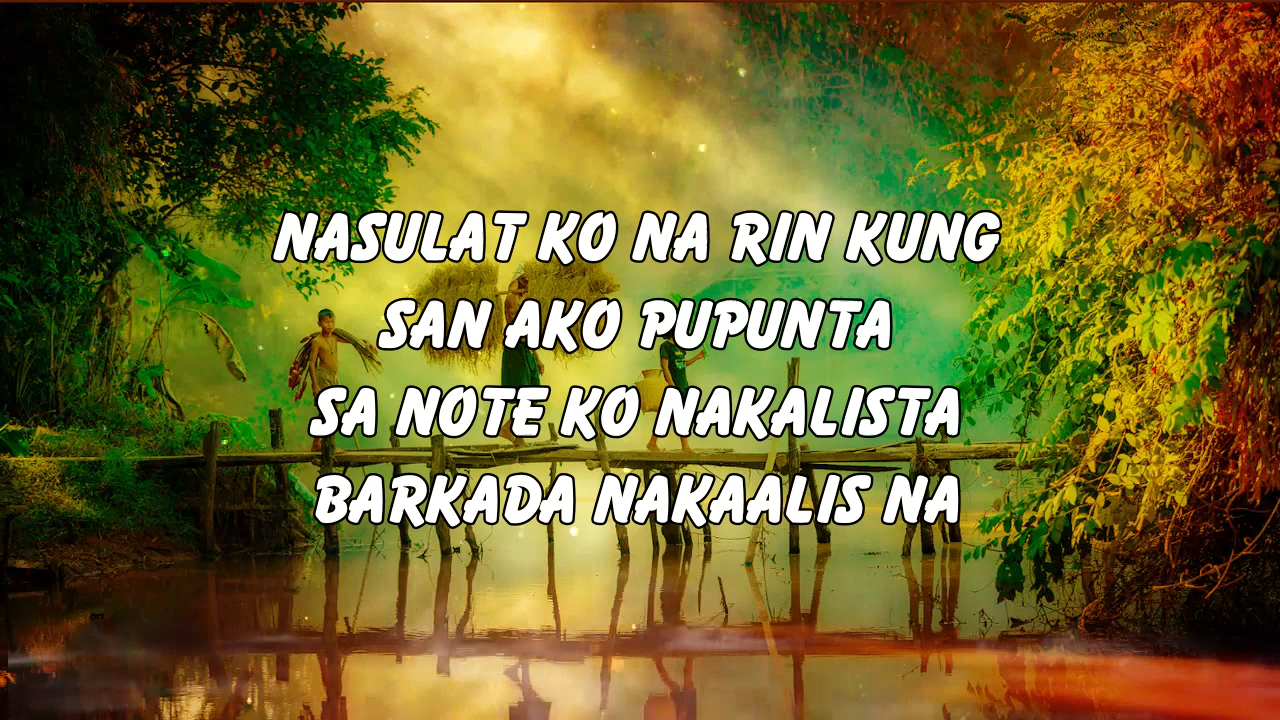 NASULAT KO NA RIN KUNG
SAN AKO PUPUNTA
SA NOTE KO NAKALISTA
BARKADA NAKAALIS NA